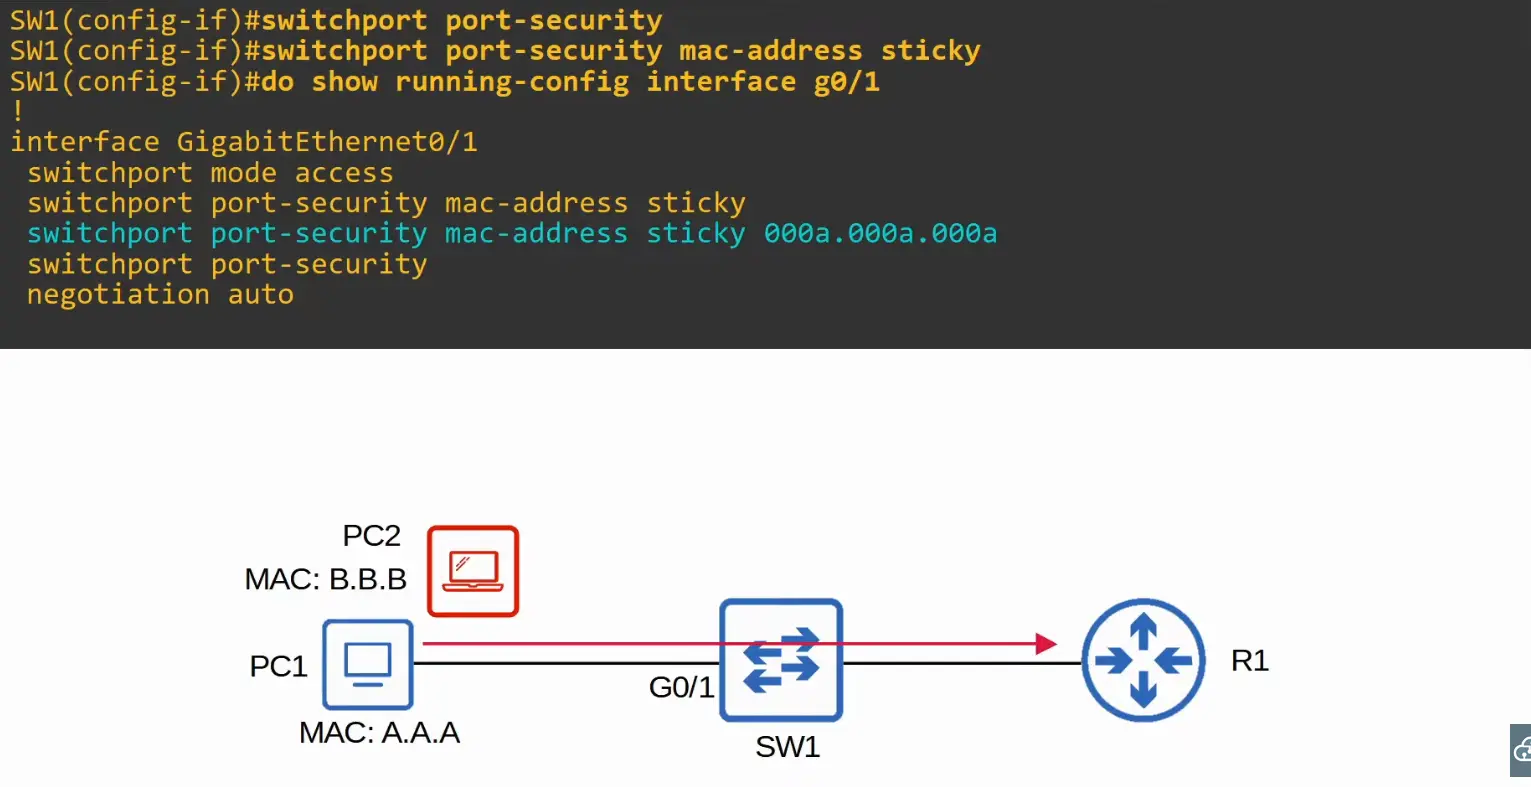 SW1(config-if)#switchport port-security
SW1(config-if)#switchport port-security mac-address sticky
SW1(config-if)#do show running-config interface g0/1
!
interface GigabitEthernet0/1
switchport mode access
switchport port-security mac-address sticky
switchport port-security mac-address sticky 000a.000a.000a
switchport port-security
negotiation auto
PC2
MAC: B.B.B
PC1
MAC: A.A.A
G0/1
SW1
R1